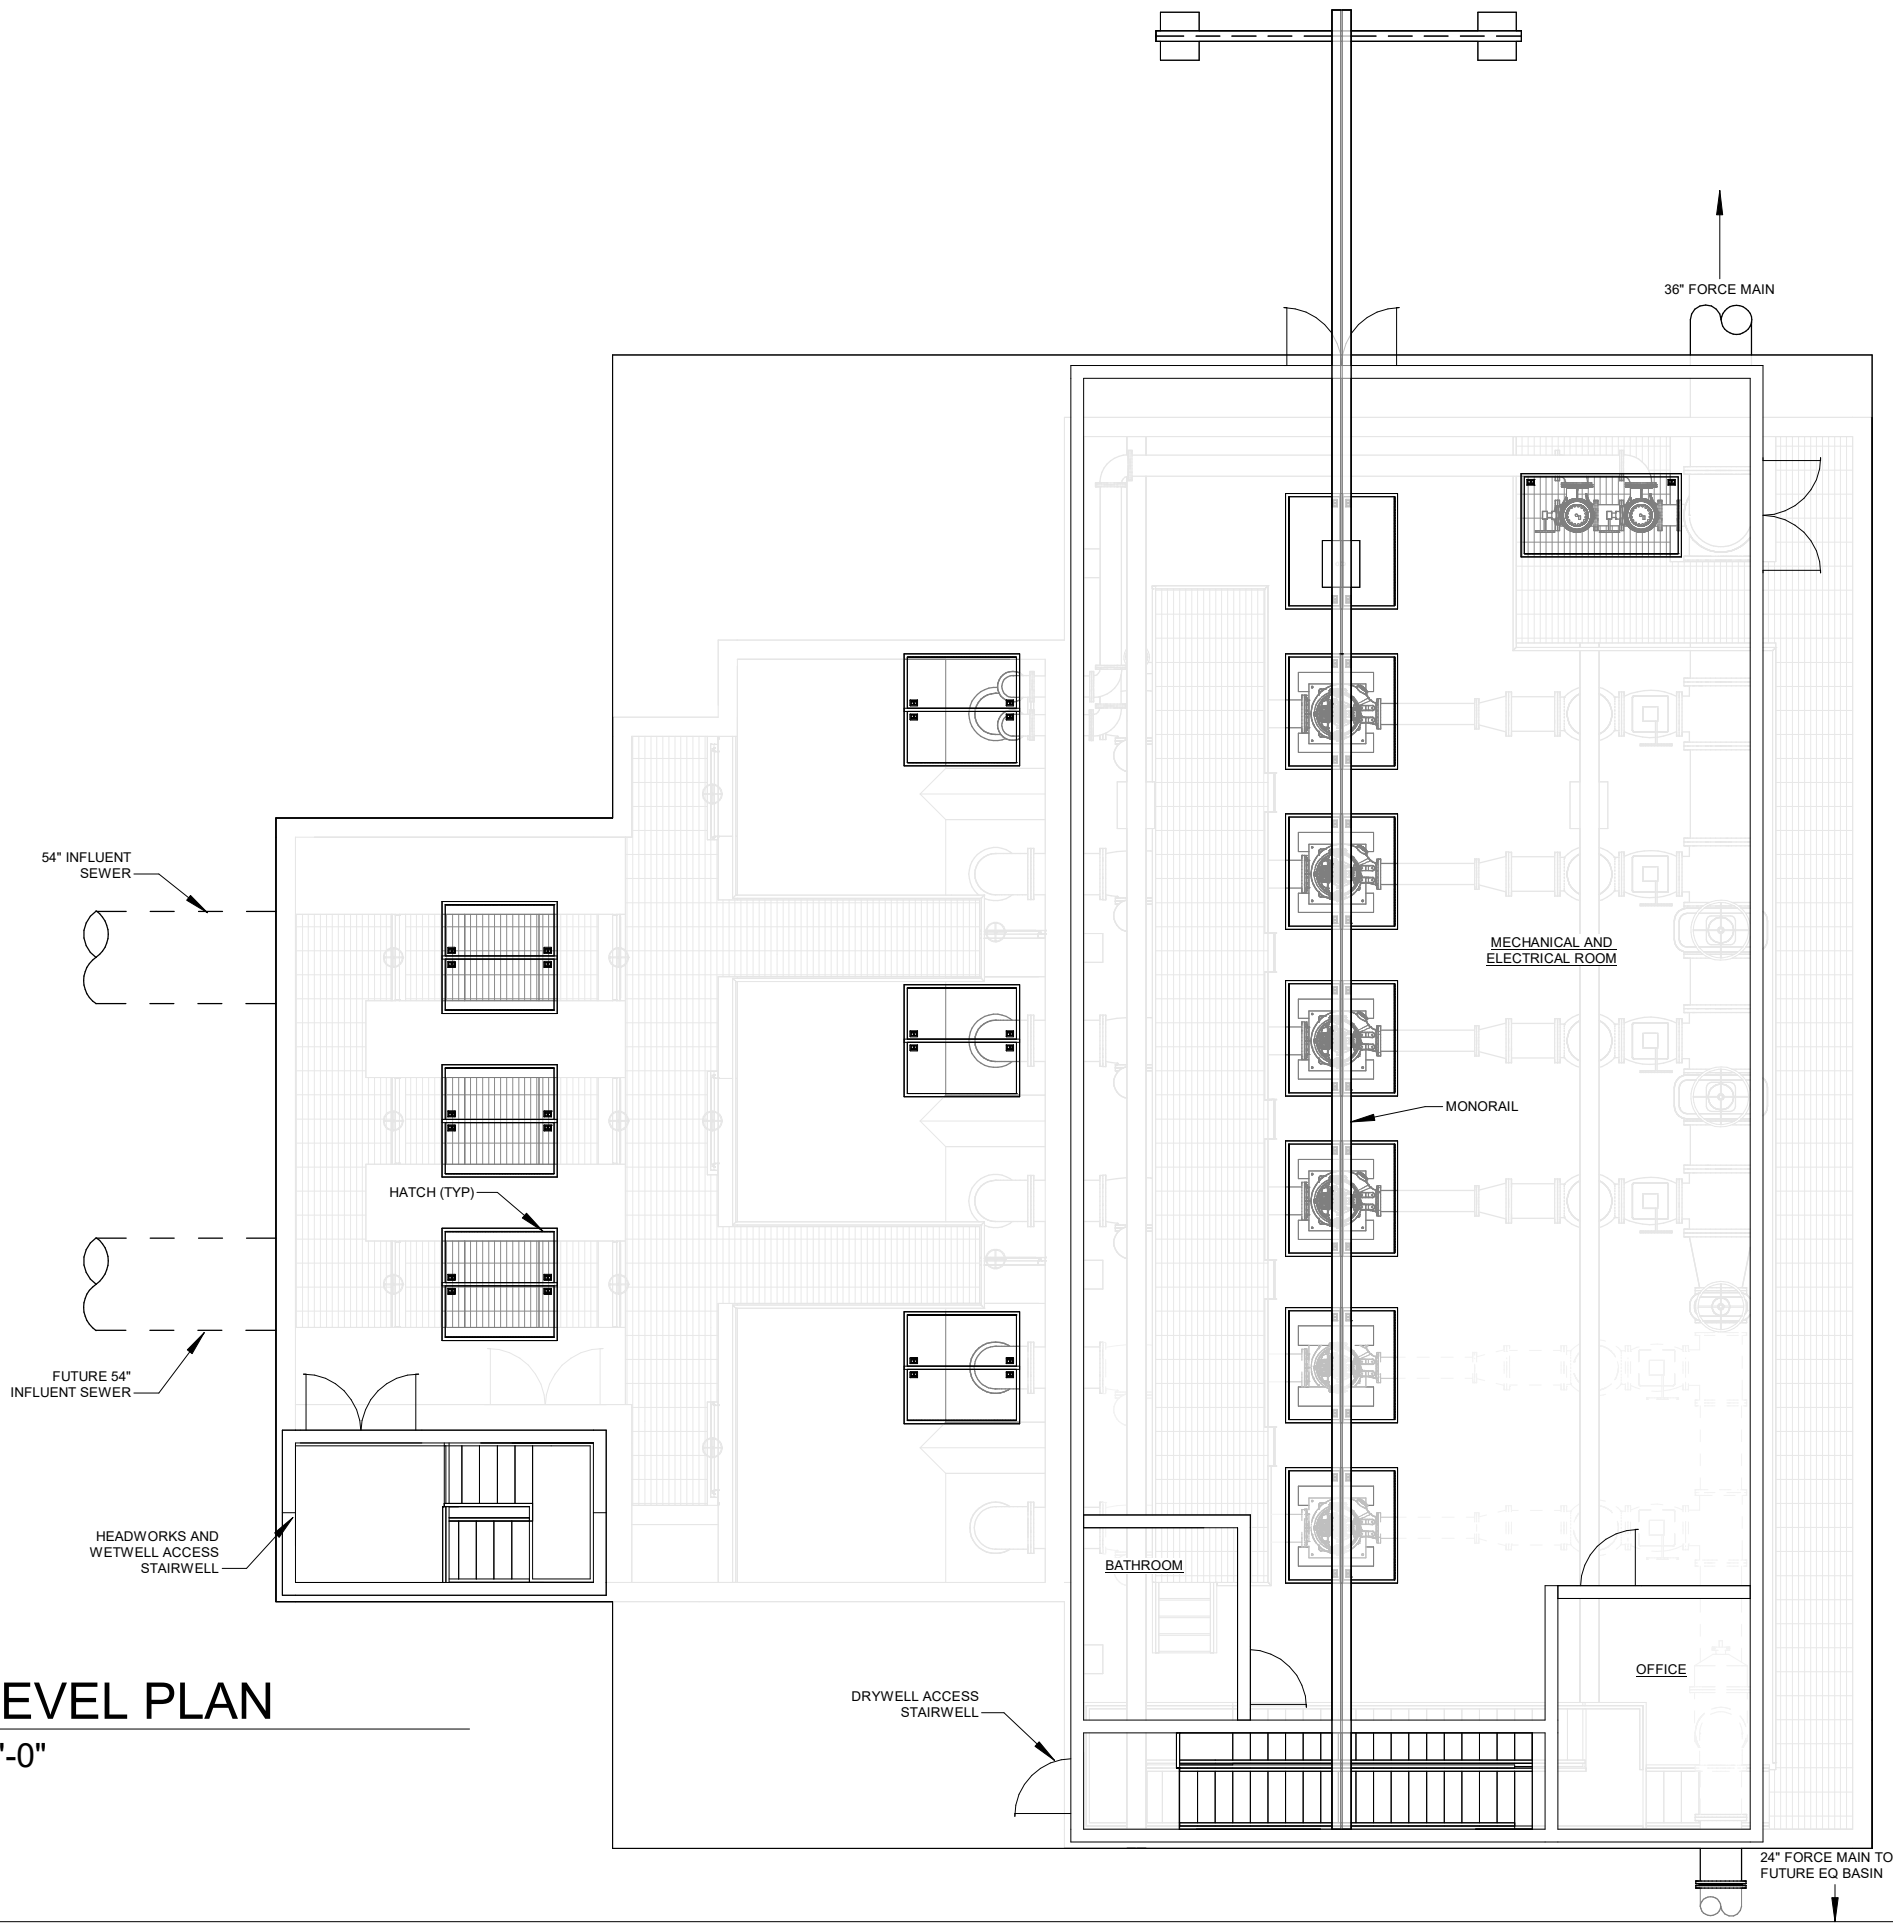 36" FORCE MAIN
54" INFLUENT
SEWER
MECHANICAL AND
ELECTRICAL ROOM
MONORAIL
HATCH (TYP)
FUTURE 54"
INFLUENT SEWER
HEADWORKS AND
WETWELL ACCESS
STAIRWELL
BATHROOM
OFFICE
DRYWELL ACCESS
STAIRWELL
EVEL PLAN
'-0"
24" FORCE MAIN TO
FUTURE EQ BASIN